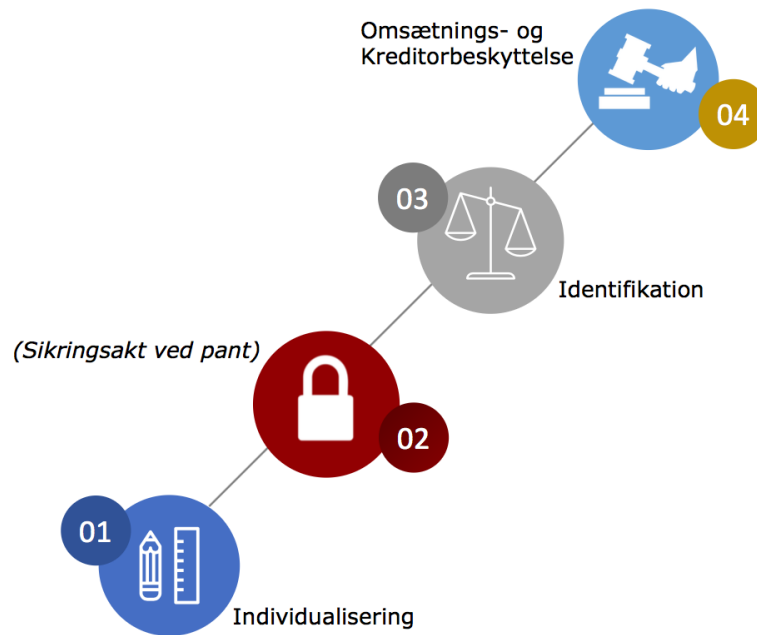 Omsætnings- og
Kreditorbeskyttelse
04
03
Identifikation
(Sikringsakt ved pant)
02
01
Individualisering